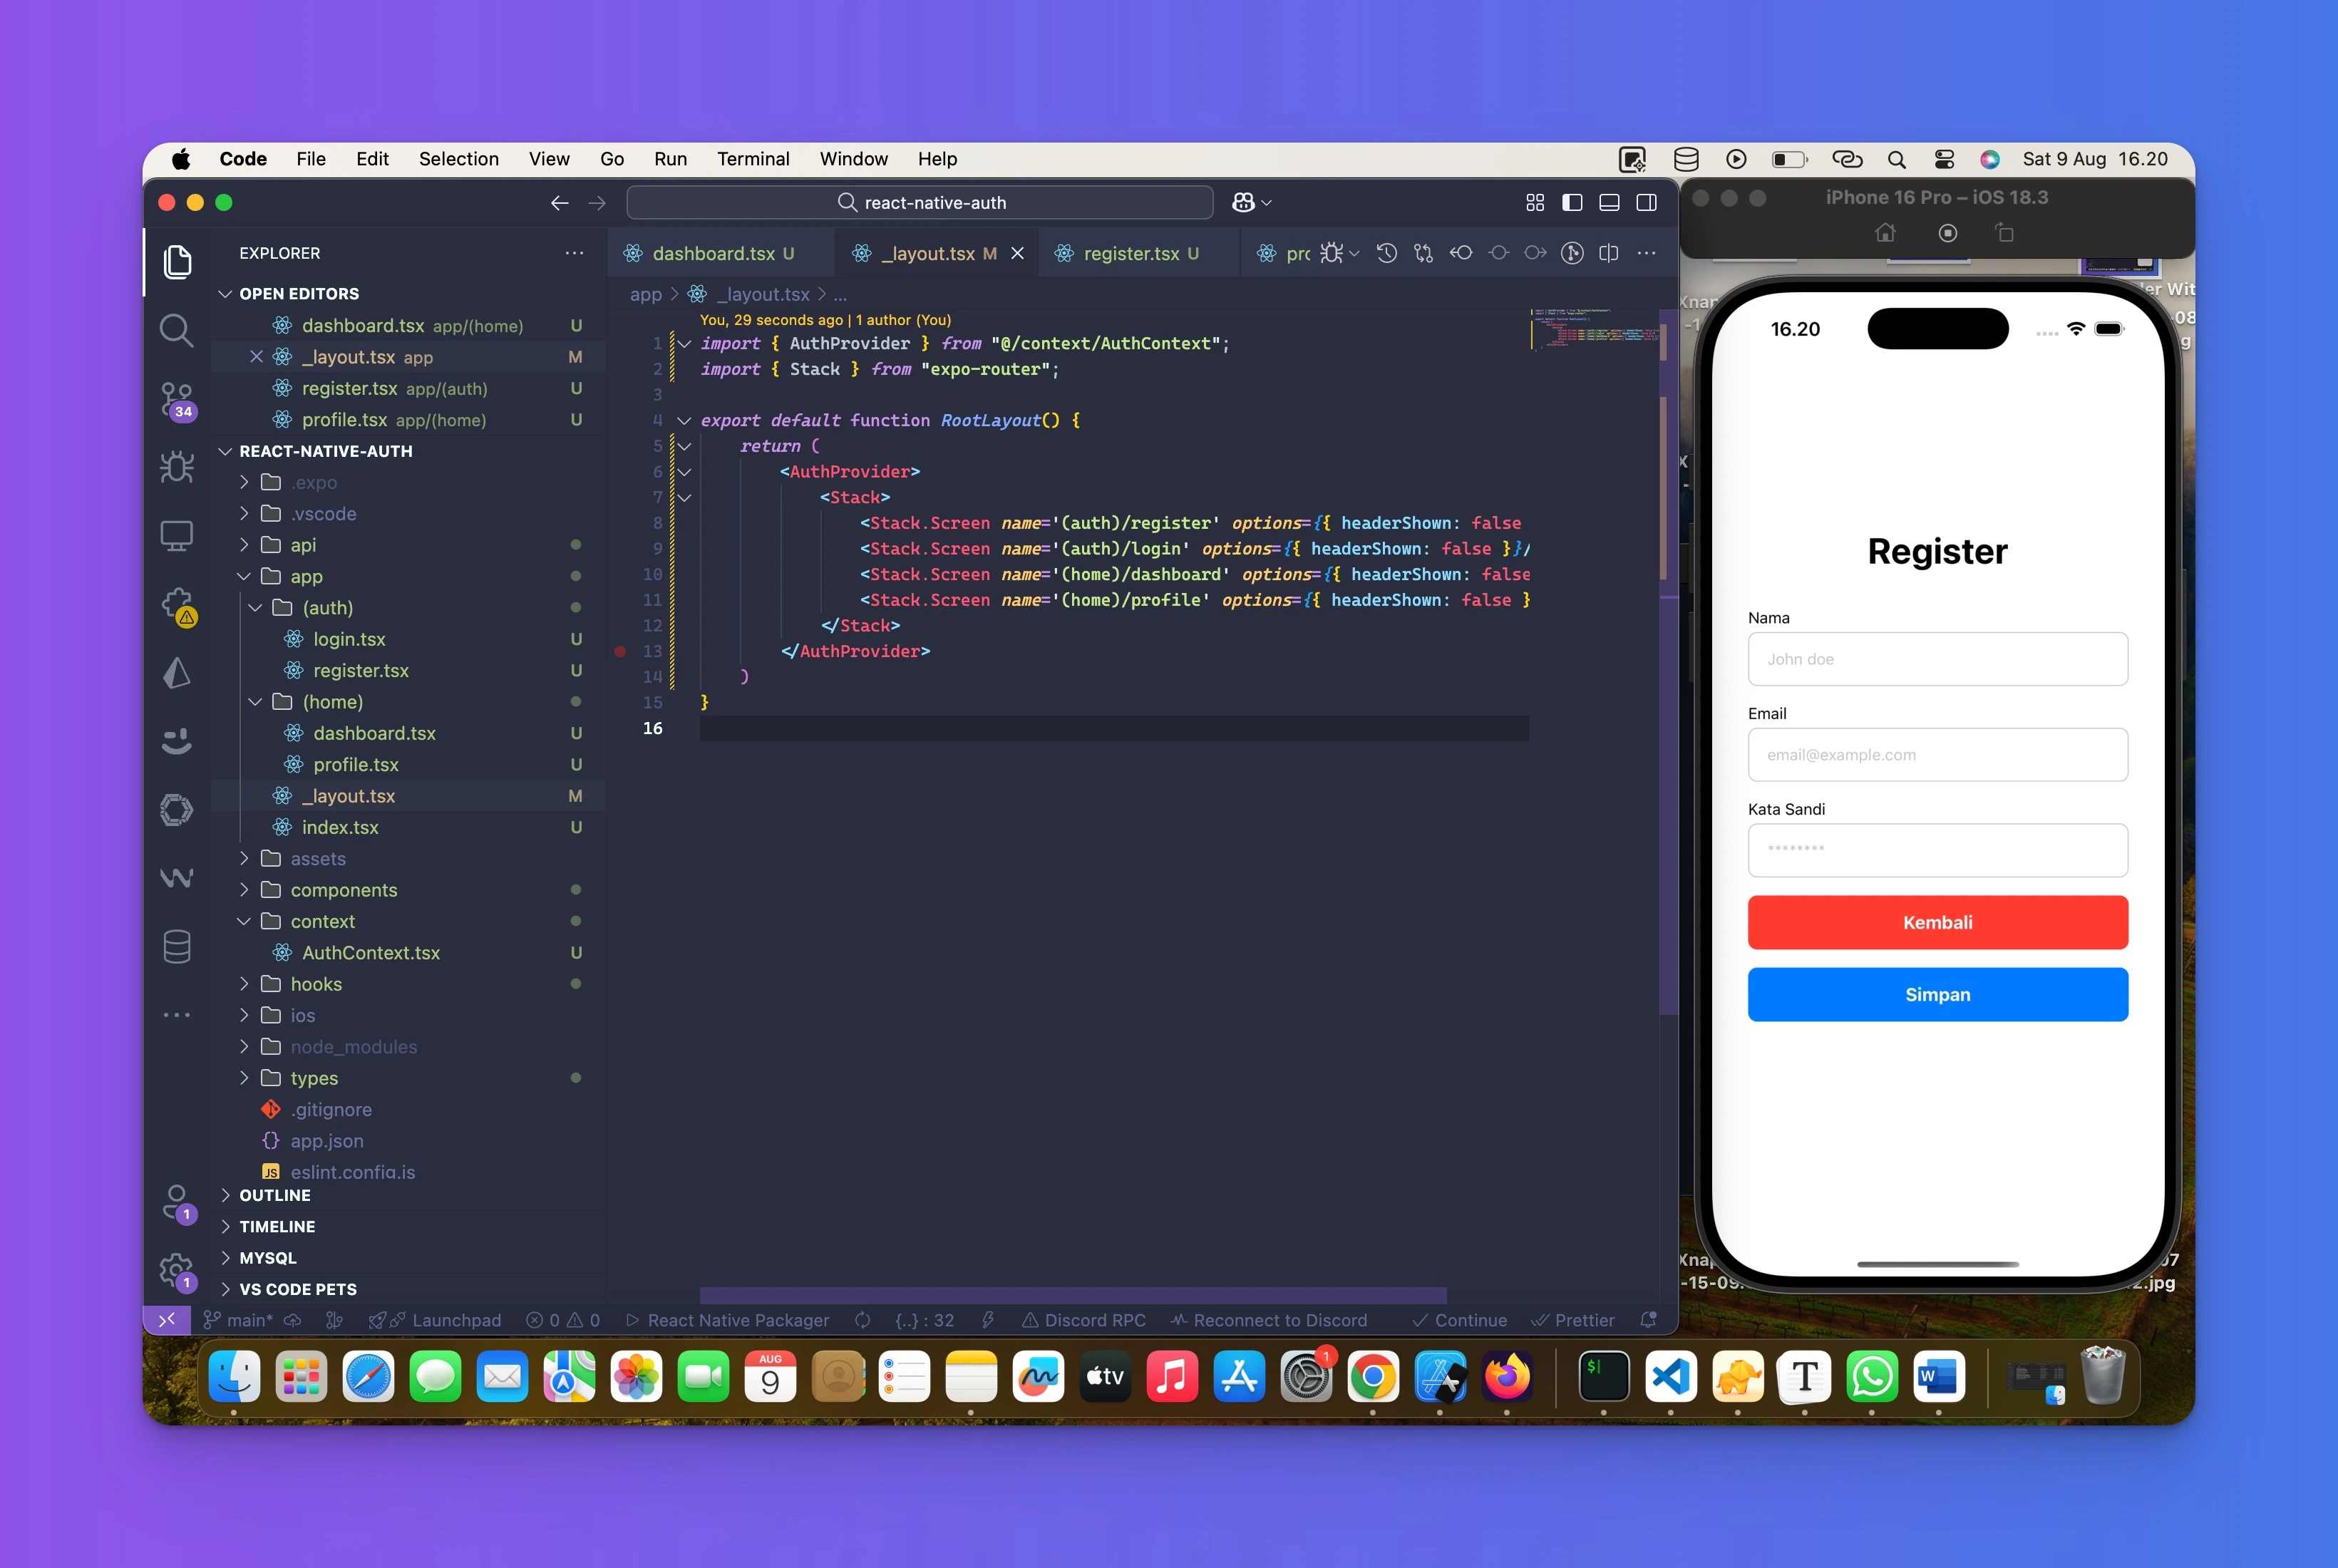 Code File Edit Selection View Go Run Terminal Window Help
Sat 9 Aug 16.20
react-native-auth
EXPLORER
OPEN EDITORS
dashboard.tsx app/(home) U
_layout.tsx app M
register.tsx app/(auth) U
profile.tsx app/(home) U
REACT-NATIVE-AUTH
.expo
.vscode
api
app
(auth)
login.tsx U
register.tsx U
(home)
dashboard.tsx U
profile.tsx U
_layout.tsx M
index.tsx U
assets
components
context
AuthContext.tsx U
hooks
ios
node_modules
types
.gitignore
app.json
JS eslint.config.js
OUTLINE
TIMELINE
MYSQL
VS CODE PETS
34
1
1
dashboard.tsx U
_layout.tsx M
register.tsx U
app > _layout.tsx > ...
You, 29 seconds ago | 1 author (You)
1 import { AuthProvider } from "@/context/AuthContext";
2 import { Stack } from "expo-router";
3
4 export default function RootLayout() {
5 return (
6 <AuthProvider>
7 <Stack>
8 <Stack.Screen name='(auth)/register' options={{ headerShown: false
9 <Stack.Screen name='(auth)/login' options={{ headerShown: false }}/
10 <Stack.Screen name='(home)/dashboard' options={{ headerShown: false
11 <Stack.Screen name='(home)/profile' options={{ headerShown: false }
12 </Stack>
13 </AuthProvider>
14 )
15 }
16
main* Launchpad 0 0 React Native Packager {..} : 32 Discord RPC Reconnect to Discord Continue Prettier
iPhone 16 Pro – iOS 18.3
16.20
Register
Nama
John doe
Email
email@example.com
Kata Sandi
Kembali
Simpan
-15-09.
.jpg
AUG
9
tv
1
$
T
W